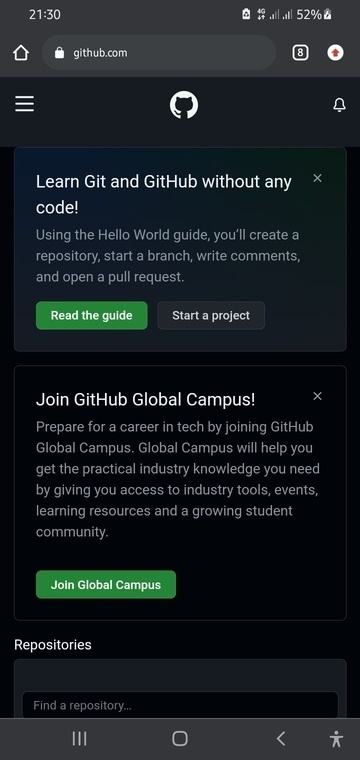 21:30
4G
52%
github.com
8
Learn Git and GitHub without any
code!
Using the Hello World guide, you’ll create a
repository, start a branch, write comments,
and open a pull request.
Read the guide
Start a project
Join GitHub Global Campus!
Prepare for a career in tech by joining GitHub
Global Campus. Global Campus will help you
get the practical industry knowledge you need
by giving you access to industry tools, events,
learning resources and a growing student
community.
Join Global Campus
Repositories
Find a repository...